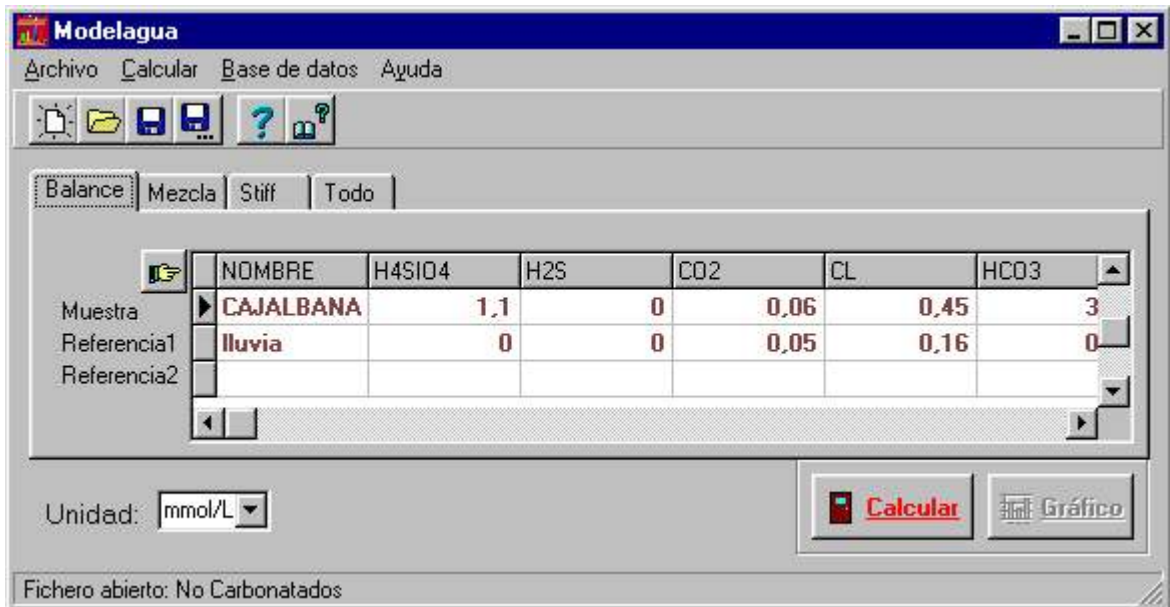 Modelagua
Archivo Calcular Base de datos Ayuda
Balance Mezcla Stiff Todo
NOMBRE H4SIO4 H2S CO2 CL HCO3
Muestra CAJALBANA 1,1 0 0,06 0,45 3
Referencia1 lluvia 0 0 0,05 0,16 0
Referencia2
Unidad: mmol/L Calcular Gráfico
Fichero abierto: No Carbonatados